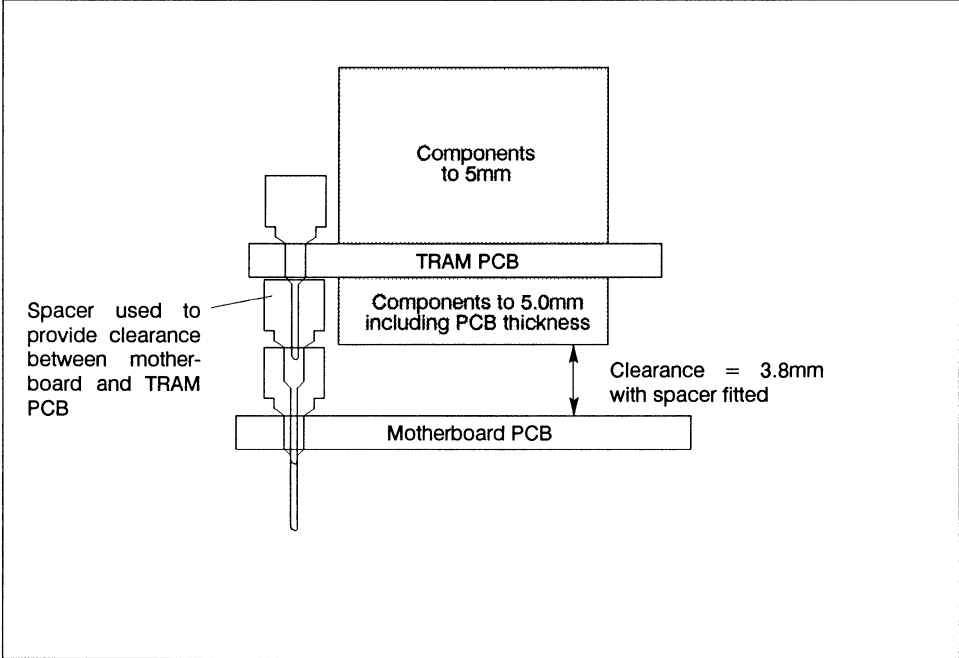 Components
to 5mm
TRAM PCB
Components to 5.0mm
including PCB thickness
Spacer used to
provide clearance
between mother-
board and TRAM
PCB
Clearance = 3.8mm
with spacer fitted
Motherboard PCB